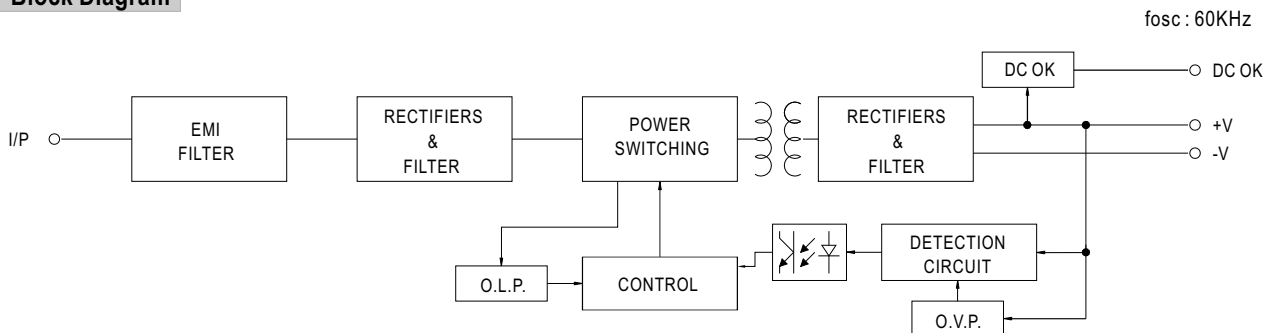 Block Diagram
fosc : 60KHz
DC OK
DC OK
I/P
EMI
FILTER
RECTIFIERS
&
FILTER
POWER
SWITCHING
RECTIFIERS
&
FILTER
+V
-V
O.L.P.
CONTROL
DETECTION
CIRCUIT
O.V.P.